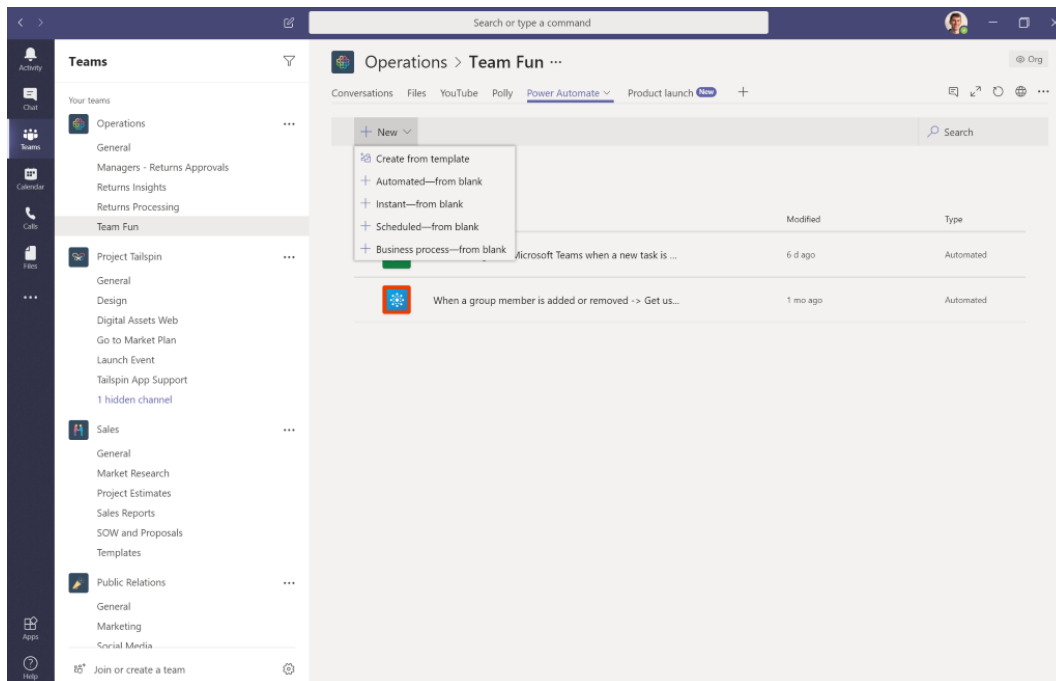 Search or type a command
Activity
Chat
Teams
Calendar
Calls
Files
Apps
Help
Teams
Your teams
Operations
General
Managers - Returns Approvals
Returns Insights
Returns Processing
Team Fun
Project Tailspin
General
Design
Digital Assets Web
Go to Market Plan
Launch Event
Tailspin App Support
1 hidden channel
Sales
General
Market Research
Project Estimates
Sales Reports
SOW and Proposals
Templates
Public Relations
General
Marketing
Social Media
Join or create a team
Operations > Team Fun ...
Org
Conversations Files YouTube Polly Power Automate Product launch New +
+ New
Search
Create from template
+ Automated—from blank
+ Instant—from blank
+ Scheduled—from blank
+ Business process—from blank
Modified Type
Microsoft Teams when a new task is ... 6 d ago Automated
When a group member is added or removed -> Get us... 1 mo ago Automated